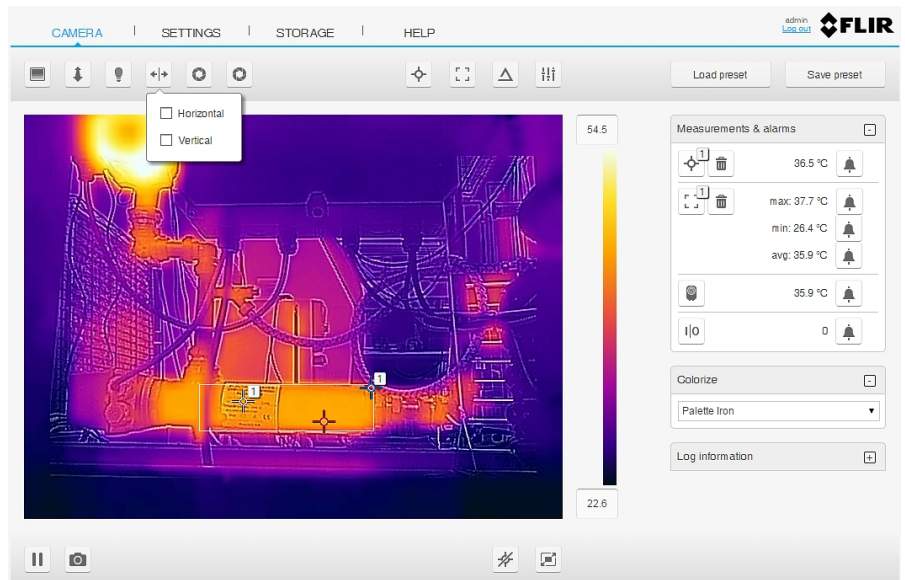 CAMERA
SETTINGS
STORAGE
HELP
admin
Log out
FLIR
Load preset
Save preset
Horizontal
Vertical
54.5
22.6
Measurements & alarms
1
36.5 °C
1
max: 37.7 °C
min: 26.4 °C
avg: 35.9 °C
35.9 °C
I|O
0
Colorize
Palette Iron
Log information
1
1